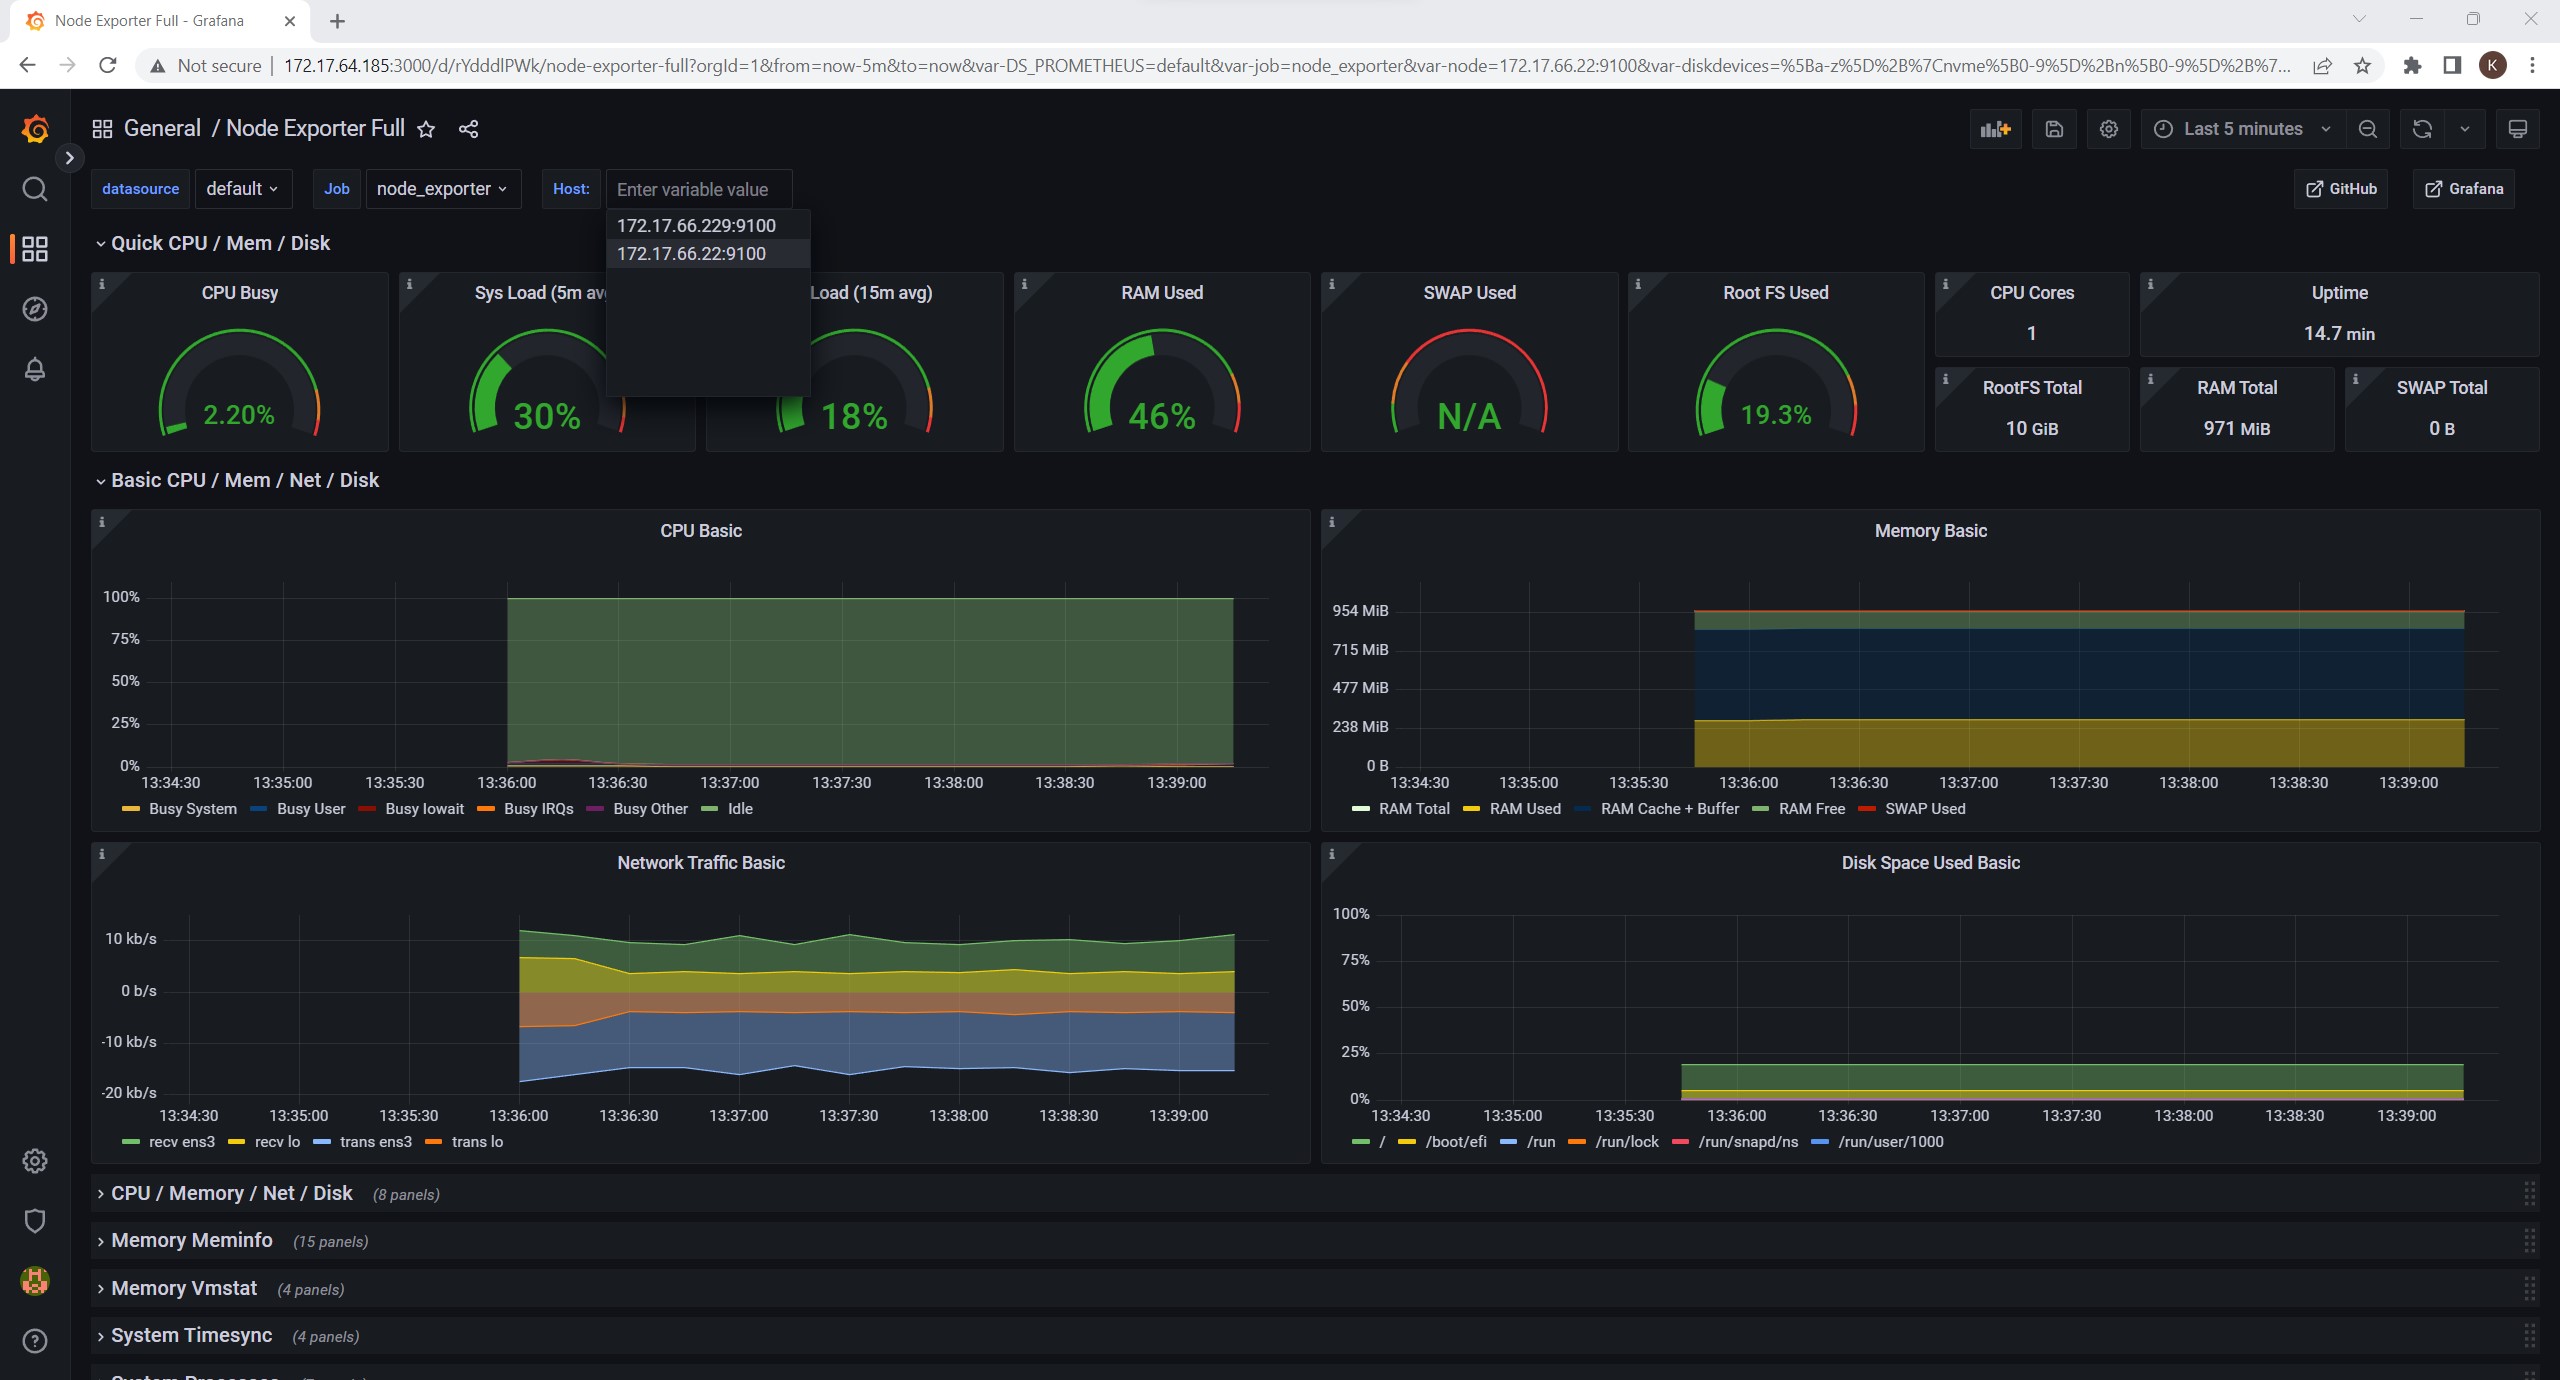 Node Exporter Full - Grafana
Not secure | 172.17.64.185:3000/d/rYdddlPWk/node-exporter-full?orgId=1&from=now-5m&to=now&var-DS_PROMETHEUS=default&var-job=node_exporter&var-node=172.17.66.22:9100&var-diskdevices=%5Ba-z%5D%2B%7Cnvme%5B0-9%5D%2Bn%5B0-9%5D%2B%7...
K
General / Node Exporter Full
Last 5 minutes
datasource default Job node_exporter Host: Enter variable value
GitHub Grafana
172.17.66.229:9100
172.17.66.22:9100
Quick CPU / Mem / Disk
CPU Busy
2.20%
Sys Load (5m av
30%
Load (15m avg)
18%
RAM Used
46%
SWAP Used
N/A
Root FS Used
19.3%
CPU Cores
1
Uptime
14.7 min
RootFS Total
10 GiB
RAM Total
971 MiB
SWAP Total
0 B
Basic CPU / Mem / Net / Disk
CPU Basic
100%
75%
50%
25%
0%
13:34:30 13:35:00 13:35:30 13:36:00 13:36:30 13:37:00 13:37:30 13:38:00 13:38:30 13:39:00
Busy System Busy User Busy Iowait Busy IRQs Busy Other Idle
Memory Basic
954 MiB
715 MiB
477 MiB
238 MiB
0 B
13:34:30 13:35:00 13:35:30 13:36:00 13:36:30 13:37:00 13:37:30 13:38:00 13:38:30 13:39:00
RAM Total RAM Used RAM Cache + Buffer RAM Free SWAP Used
Network Traffic Basic
10 kb/s
0 b/s
-10 kb/s
-20 kb/s
13:34:30 13:35:00 13:35:30 13:36:00 13:36:30 13:37:00 13:37:30 13:38:00 13:38:30 13:39:00
recv ens3 recv lo trans ens3 trans lo
Disk Space Used Basic
100%
75%
50%
25%
0%
13:34:30 13:35:00 13:35:30 13:36:00 13:36:30 13:37:00 13:37:30 13:38:00 13:38:30 13:39:00
/ /boot/efi /run /run/lock /run/snapd/ns /run/user/1000
CPU / Memory / Net / Disk (8 panels)
Memory Meminfo (15 panels)
Memory Vmstat (4 panels)
System Timesync (4 panels)